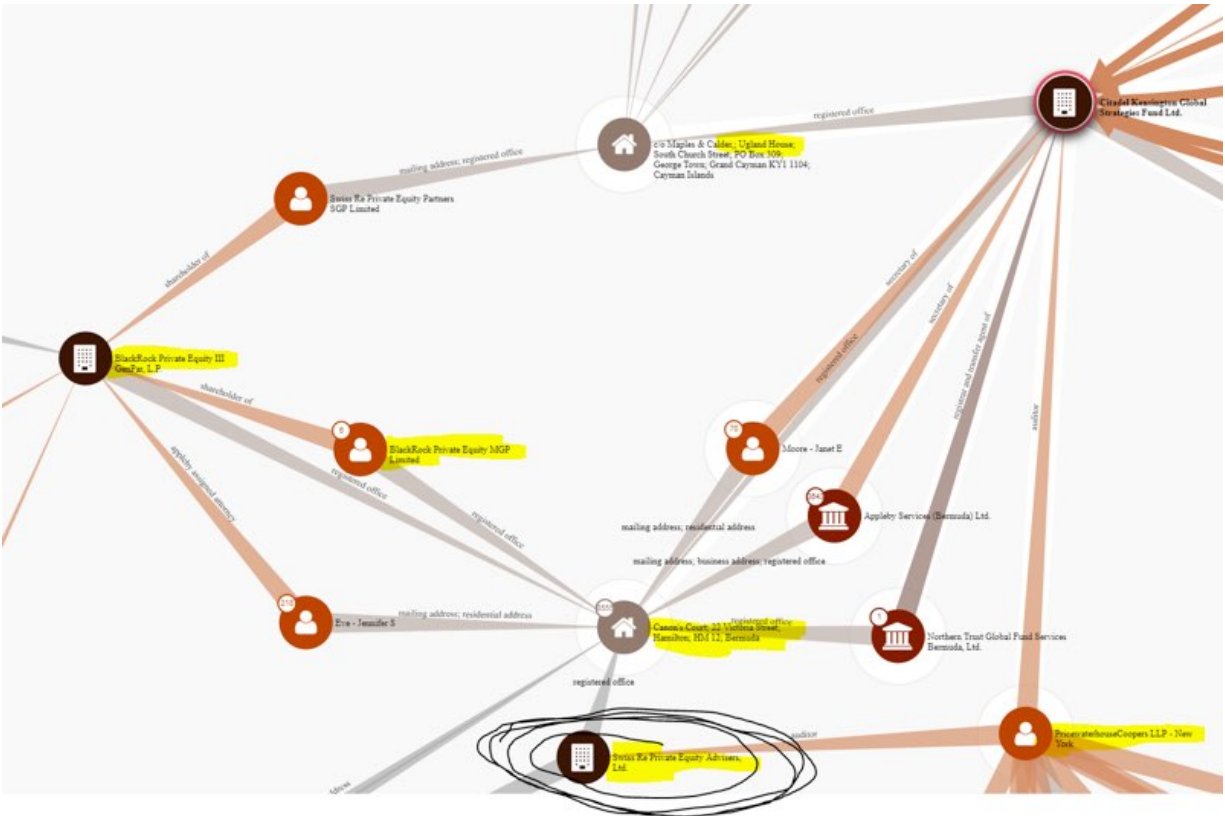 registered office
Citadel Kensington Global
Strategies Fund Ltd.
c/o Maples & Calder,; Ugland House;
South Church Street; PO Box 309;
George Town; Grand Cayman KY1 1104;
Cayman Islands
mailing address; registered office
Swiss Re Private Equity Partners
SGP Limited
shareholder of
secretary of
secretary of
registered office
registrar and transfer agent of
auditor
BlackRock Private Equity III
GenPar, L.P.
shareholder of
6
BlackRock Private Equity MGP
Limited
registered office
appleby assigned attorney
registered office
76
Moore - Janet E
Appleby Services (Bermuda) Ltd.
mailing address; residential address
mailing address; business address; registered office
Eve - Jennifer S
mailing address; residential address
registered office
Canon's Court; 22 Victoria Street;
Hamilton; HM 12; Bermuda
1
Northern Trust Global Fund Services
Bermuda, Ltd.
registered office
Swiss Re Private Equity Advisers,
Ltd.
auditor
PricewaterhouseCoopers LLP - New
York